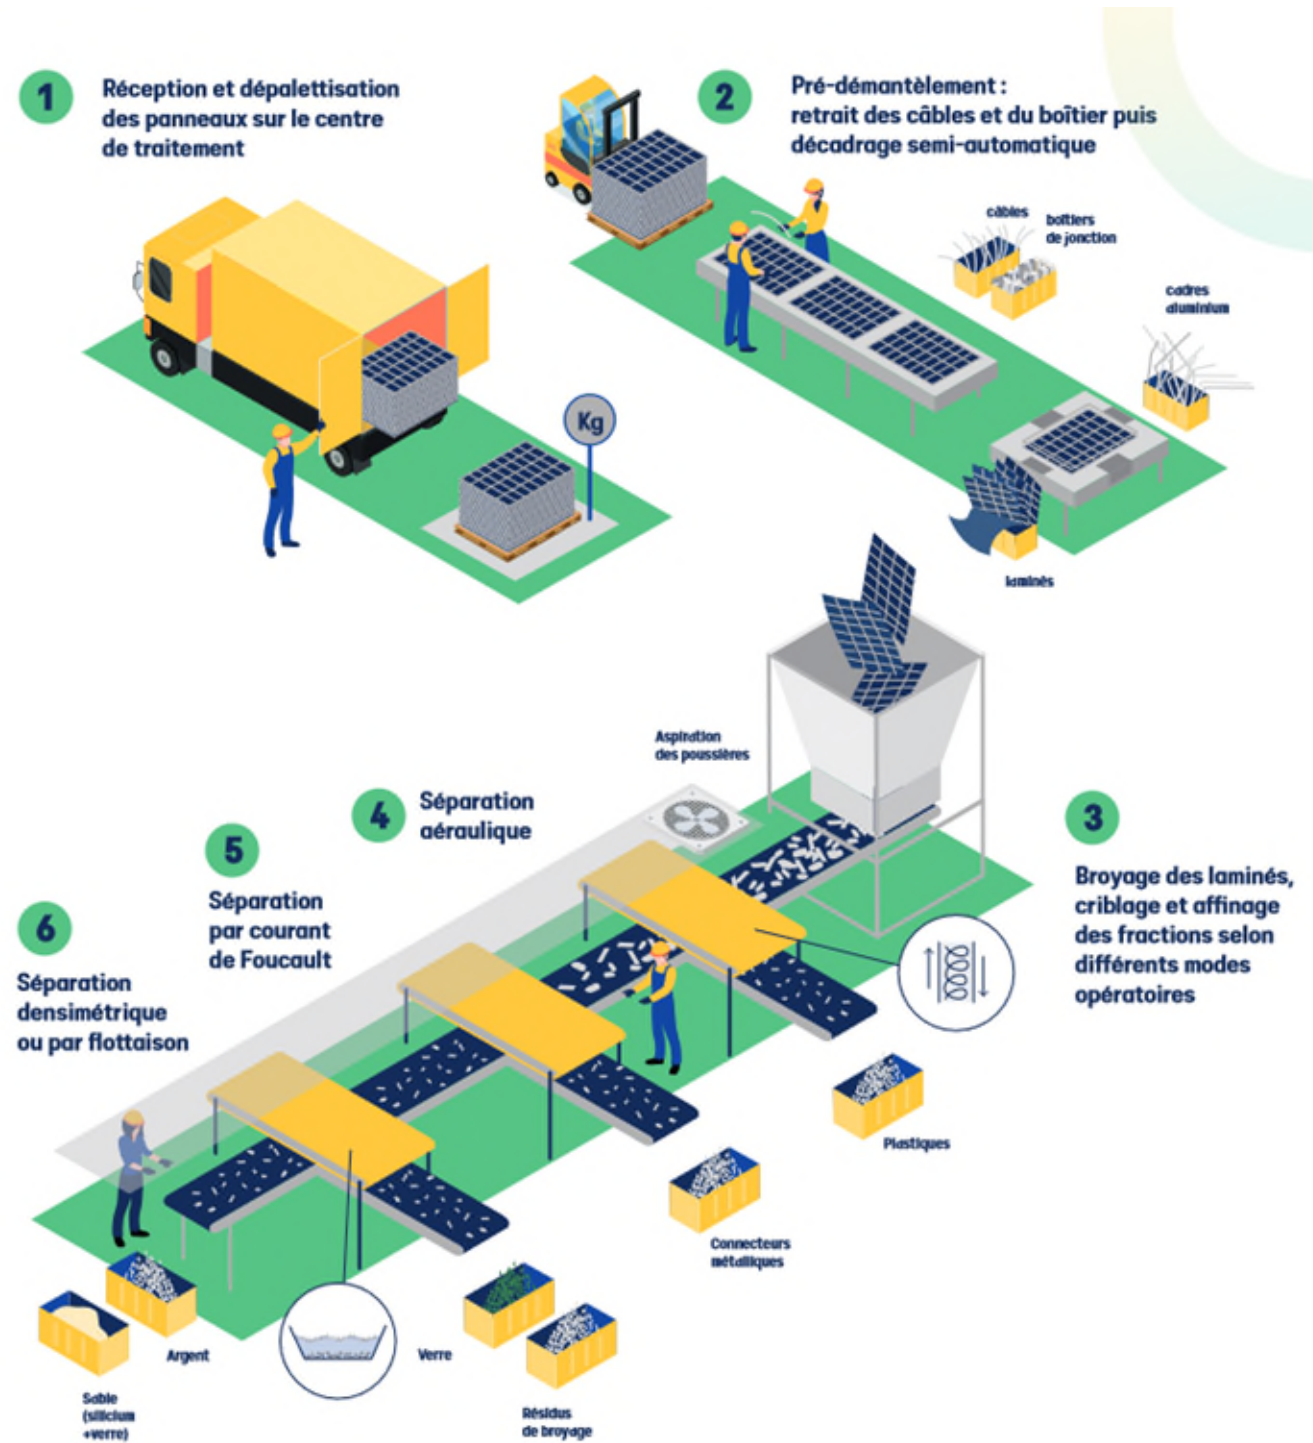 1
Réception et dépalettisation
des panneaux sur le centre
de traitement
2
Pré-démantèlement :
retrait des câbles et du boîtier puis
décadrage semi-automatique
câbles
boîtiers
de jonction
cadres
aluminium
Kg
laminés
Aspiration
des poussières
3
Broyage des laminés,
criblage et affinage
des fractions selon
différents modes
opératoires
4
Séparation
aéraulique
5
Séparation
par courant
de Foucault
6
Séparation
densimétrique
ou par flottaison
Plastiques
Connecteurs
métalliques
Verre
Résidus
de broyage
Argent
Sable
(silicium
+verre)